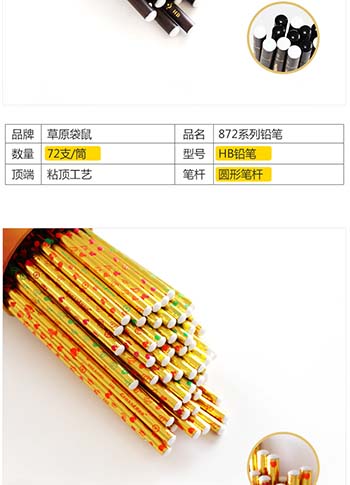 HB
品牌 草原袋鼠 品名 872系列铅笔
数量 72支/筒 型号 HB铅笔
顶端 粘顶工艺 笔杆 圆形笔杆